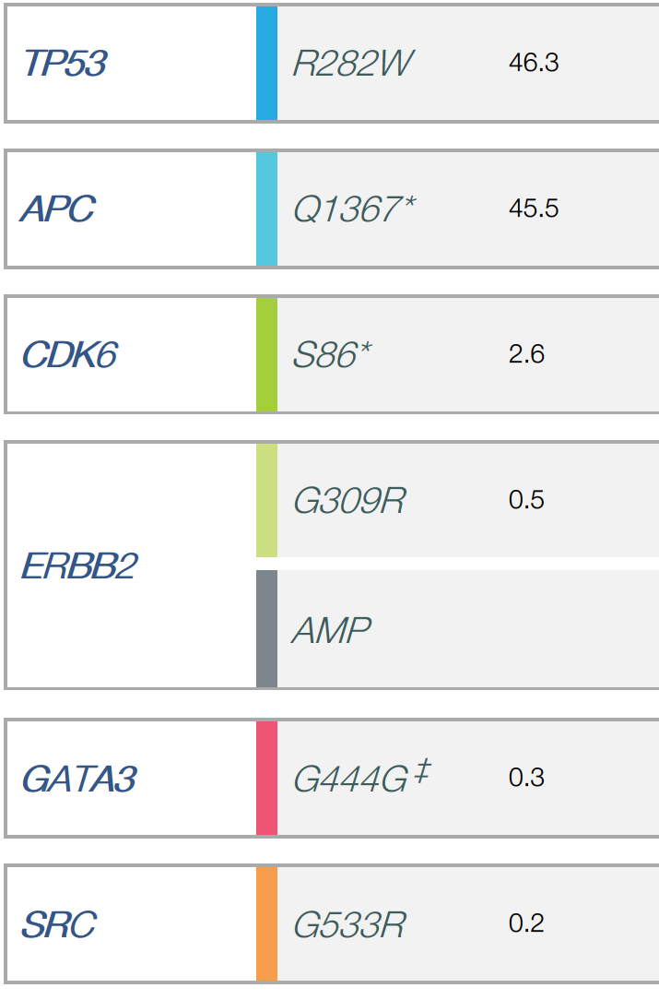 TP53 R282W 46.3
APC Q1367* 45.5
CDK6 S86* 2.6
ERBB2 G309R 0.5
AMP
GATA3 G444G‡ 0.3
SRC G533R 0.2